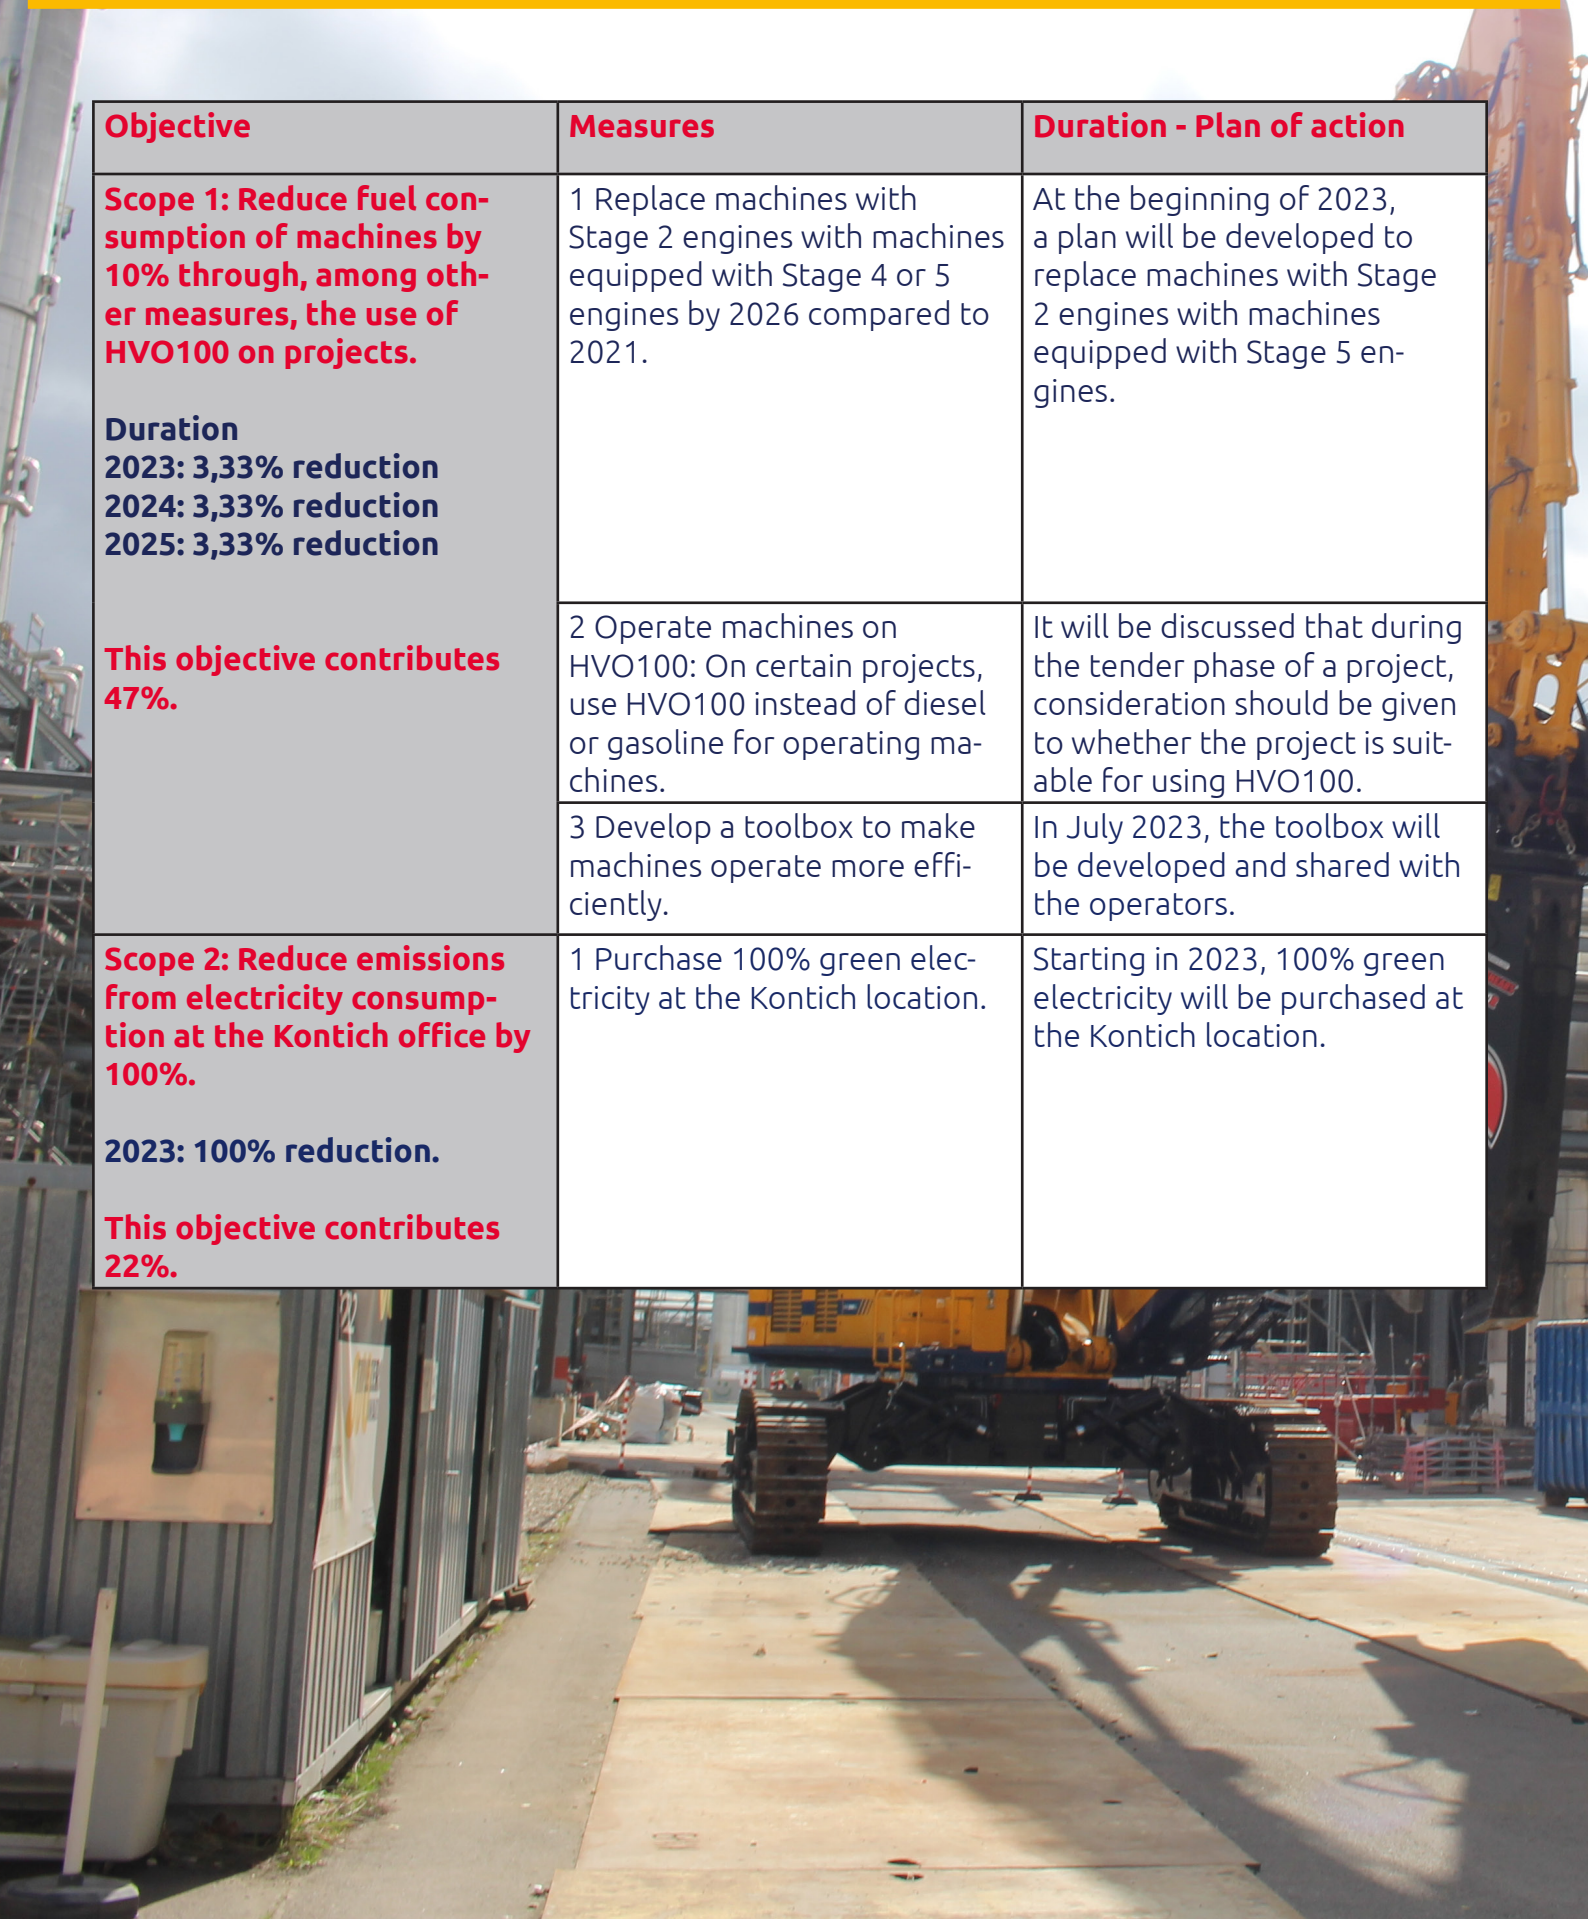 Objective
Measures
Duration - Plan of action
Scope 1: Reduce fuel con-
sumption of machines by
10% through, among oth-
er measures, the use of
HVO100 on projects.
Duration
2023: 3,33% reduction
2024: 3,33% reduction
2025: 3,33% reduction
This objective contributes
47%.
1 Replace machines with
Stage 2 engines with machines
equipped with Stage 4 or 5
engines by 2026 compared to
2021.
At the beginning of 2023,
a plan will be developed to
replace machines with Stage
2 engines with machines
equipped with Stage 5 en-
gines.
2 Operate machines on
HVO100: On certain projects,
use HVO100 instead of diesel
or gasoline for operating ma-
chines.
It will be discussed that during
the tender phase of a project,
consideration should be given
to whether the project is suit-
able for using HVO100.
3 Develop a toolbox to make
machines operate more effi-
ciently.
In July 2023, the toolbox will
be developed and shared with
the operators.
Scope 2: Reduce emissions
from electricity consump-
tion at the Kontich office by
100%.
2023: 100% reduction.
This objective contributes
22%.
1 Purchase 100% green elec-
tricity at the Kontich location.
Starting in 2023, 100% green
electricity will be purchased at
the Kontich location.